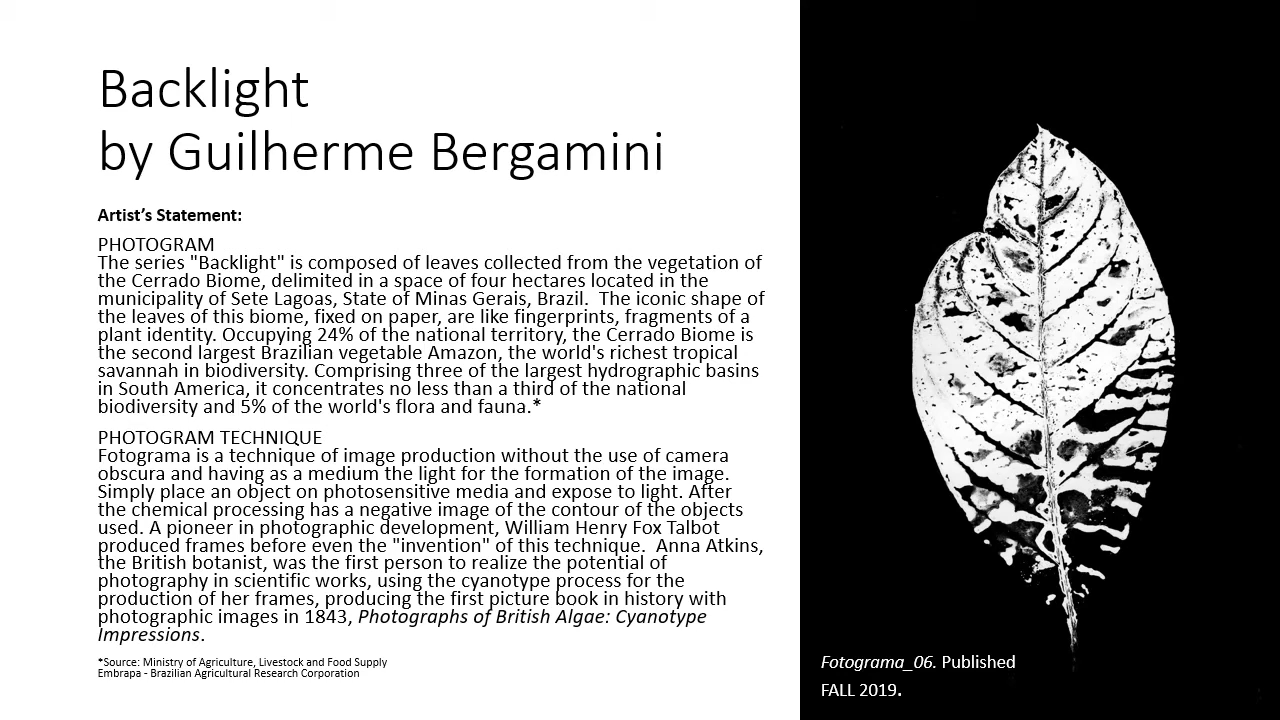 Backlight
by Guilherme Bergamini
Artist’s Statement:
PHOTOGRAM
The series "Backlight" is composed of leaves collected from the vegetation of
the Cerrado Biome, delimited in a space of four hectares located in the
municipality of Sete Lagoas, State of Minas Gerais, Brazil.  The iconic shape of
the leaves of this biome, fixed on paper, are like fingerprints, fragments of a
plant identity. Occupying 24% of the national territory, the Cerrado Biome is
the second largest Brazilian vegetable Amazon, the world's richest tropical
savannah in biodiversity. Comprising three of the largest hydrographic basins
in South America, it concentrates no less than a third of the national
biodiversity and 5% of the world's flora and fauna.*
PHOTOGRAM TECHNIQUE
Fotograma is a technique of image production without the use of camera
obscura and having as a medium the light for the formation of the image.
Simply place an object on photosensitive media and expose to light. After
the chemical processing has a negative image of the contour of the objects
used. A pioneer in photographic development, William Henry Fox Talbot
produced frames before even the "invention" of this technique.  Anna Atkins,
the British botanist, was the first person to realize the potential of
photography in scientific works, using the cyanotype process for the
production of her frames, producing the first picture book in history with
photographic images in 1843, Photographs of British Algae: Cyanotype
Impressions.
*Source: Ministry of Agriculture, Livestock and Food Supply
Embrapa - Brazilian Agricultural Research Corporation
Fotograma_06. Published
FALL 2019.